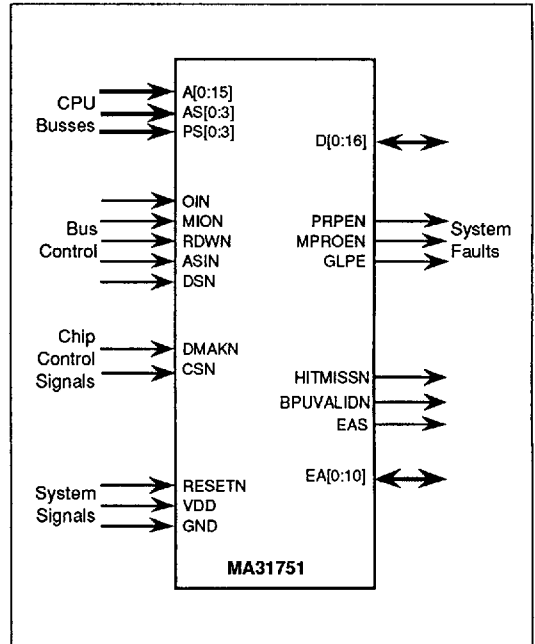 CPU
Busses
A[0:15]
AS[0:3]
PS[0:3]
D[0:16]
Bus
Control
OIN
MION
RDWN
ASIN
DSN
PRPEN
MPROEN
GLPE
System
Faults
Chip
Control
Signals
DMAKN
CSN
HITMISSN
BPUVALIDN
EAS
EA[0:10]
System
Signals
RESETN
VDD
GND
MA31751